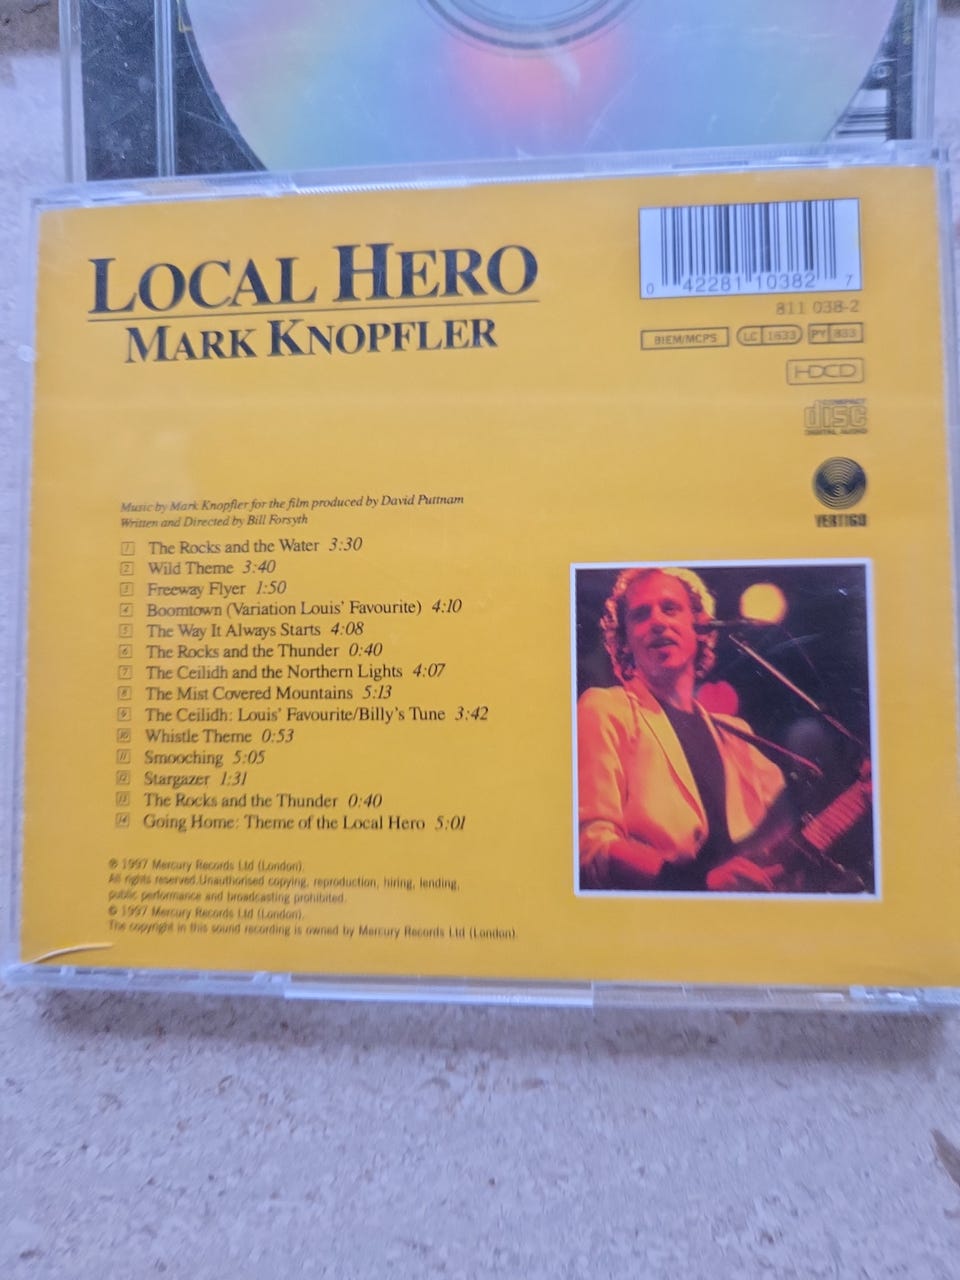 LOCAL HERO
MARK KNOPFLER
0 42281 10382 7
811 038-2
BIEM/MCPS LC 1633 PY 833
HDCD
COMPACT
disc
DIGITAL AUDIO
VERTIGO
Music by Mark Knopfler for the film produced by David Puttnam
Written and Directed by Bill Forsyth
1 The Rocks and the Water 3:30
2 Wild Theme 3:40
3 Freeway Flyer 1:50
4 Boomtown (Variation Louis' Favourite) 4:10
5 The Way It Always Starts 4:08
6 The Rocks and the Thunder 0:40
7 The Ceilidh and the Northern Lights 4:07
8 The Mist Covered Mountains 5:13
9 The Ceilidh: Louis' Favourite/Billy's Tune 3:42
10 Whistle Theme 0:53
11 Smooching 5:05
12 Stargazer 1:31
13 The Rocks and the Thunder 0:40
14 Going Home: Theme of the Local Hero 5:01
℗ 1997 Mercury Records Ltd (London).
All rights reserved. Unauthorised copying, reproduction, hiring, lending,
public performance and broadcasting prohibited.
© 1997 Mercury Records Ltd (London).
The copyright in this sound recording is owned by Mercury Records Ltd (London).